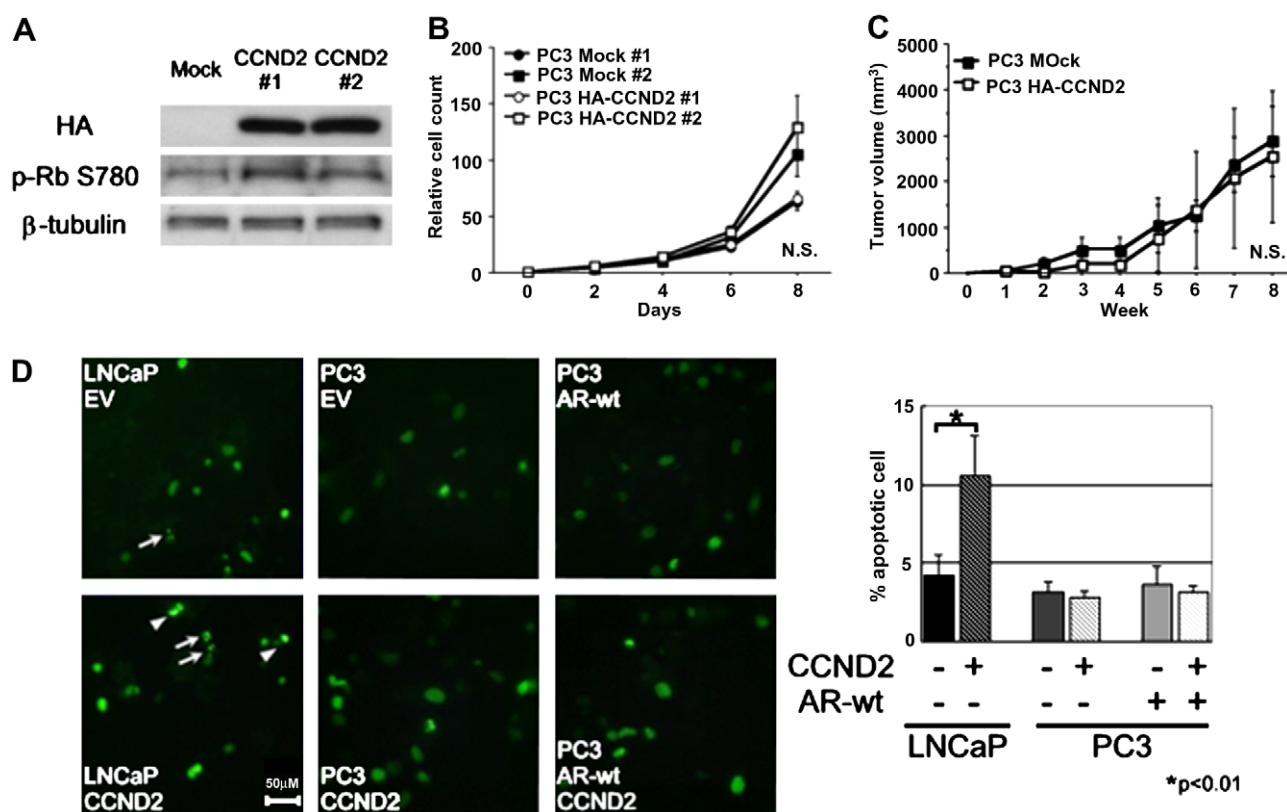 A
Mock
CCND2 #1
CCND2 #2
HA
p-Rb S780
β-tubulin
B
Relative cell count
200
150
100
50
0
PC3 Mock #1
PC3 Mock #2
PC3 HA-CCND2 #1
PC3 HA-CCND2 #2
N.S.
0 2 4 6 8
Days
C
Tumor volume (mm³)
5000
4000
3000
2000
1000
0
PC3 MOck
PC3 HA-CCND2
N.S.
0 1 2 3 4 5 6 7 8
Week
D
LNCaP
EV
PC3
EV
PC3
AR-wt
LNCaP
CCND2
50μM
PC3
CCND2
PC3
AR-wt
CCND2
% apoptotic cell
15
10
5
0
*
CCND2 - + - + - +
AR-wt - - - - + +
LNCaP PC3
*p<0.01